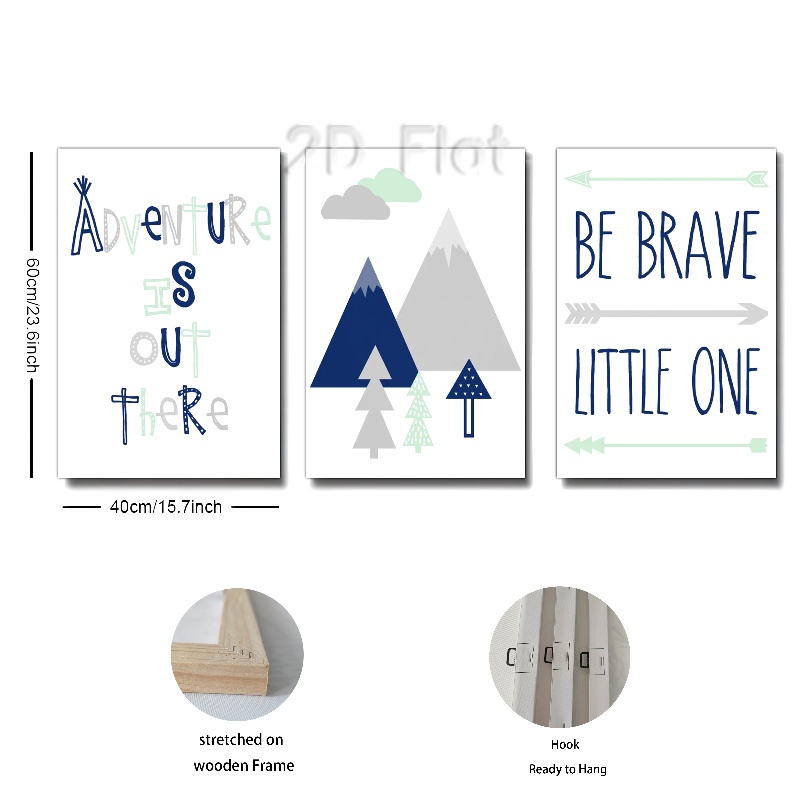 2D Flat
ADVENTURE
IS
OUT
THERE
BE BRAVE
LITTLE ONE
60cm/23.6inch
40cm/15.7inch
stretched on
wooden Frame
Hook
Ready to Hang